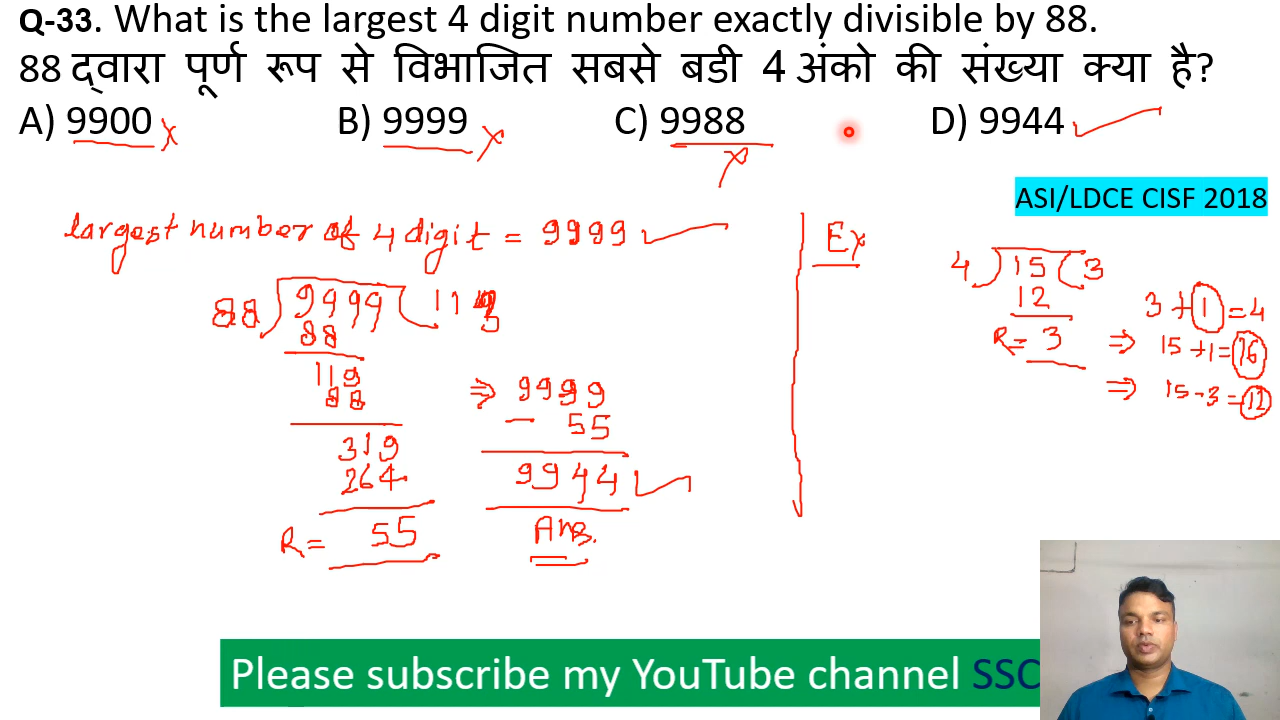 Q-33. What is the largest 4 digit number exactly divisible by 88.
88 द्वारा पूर्ण रूप से विभाजित सबसे बडी 4 अंको की संख्या क्या है?
A) 9900 x B) 9999 x C) 9988 x D) 9944
ASI/LDCE CISF 2018
largest number of 4 digit = 9999
88 ) 9999 ( 113
88
119
88
319
264
R = 55
⇒ 9999
- 55
9944
Ans.
Ex
4 ) 15 ( 3
12
R = 3
3 + 1 = 4
⇒ 15 + 1 = 16
⇒ 15 - 3 = 12
Please subscribe my YouTube channel SSC